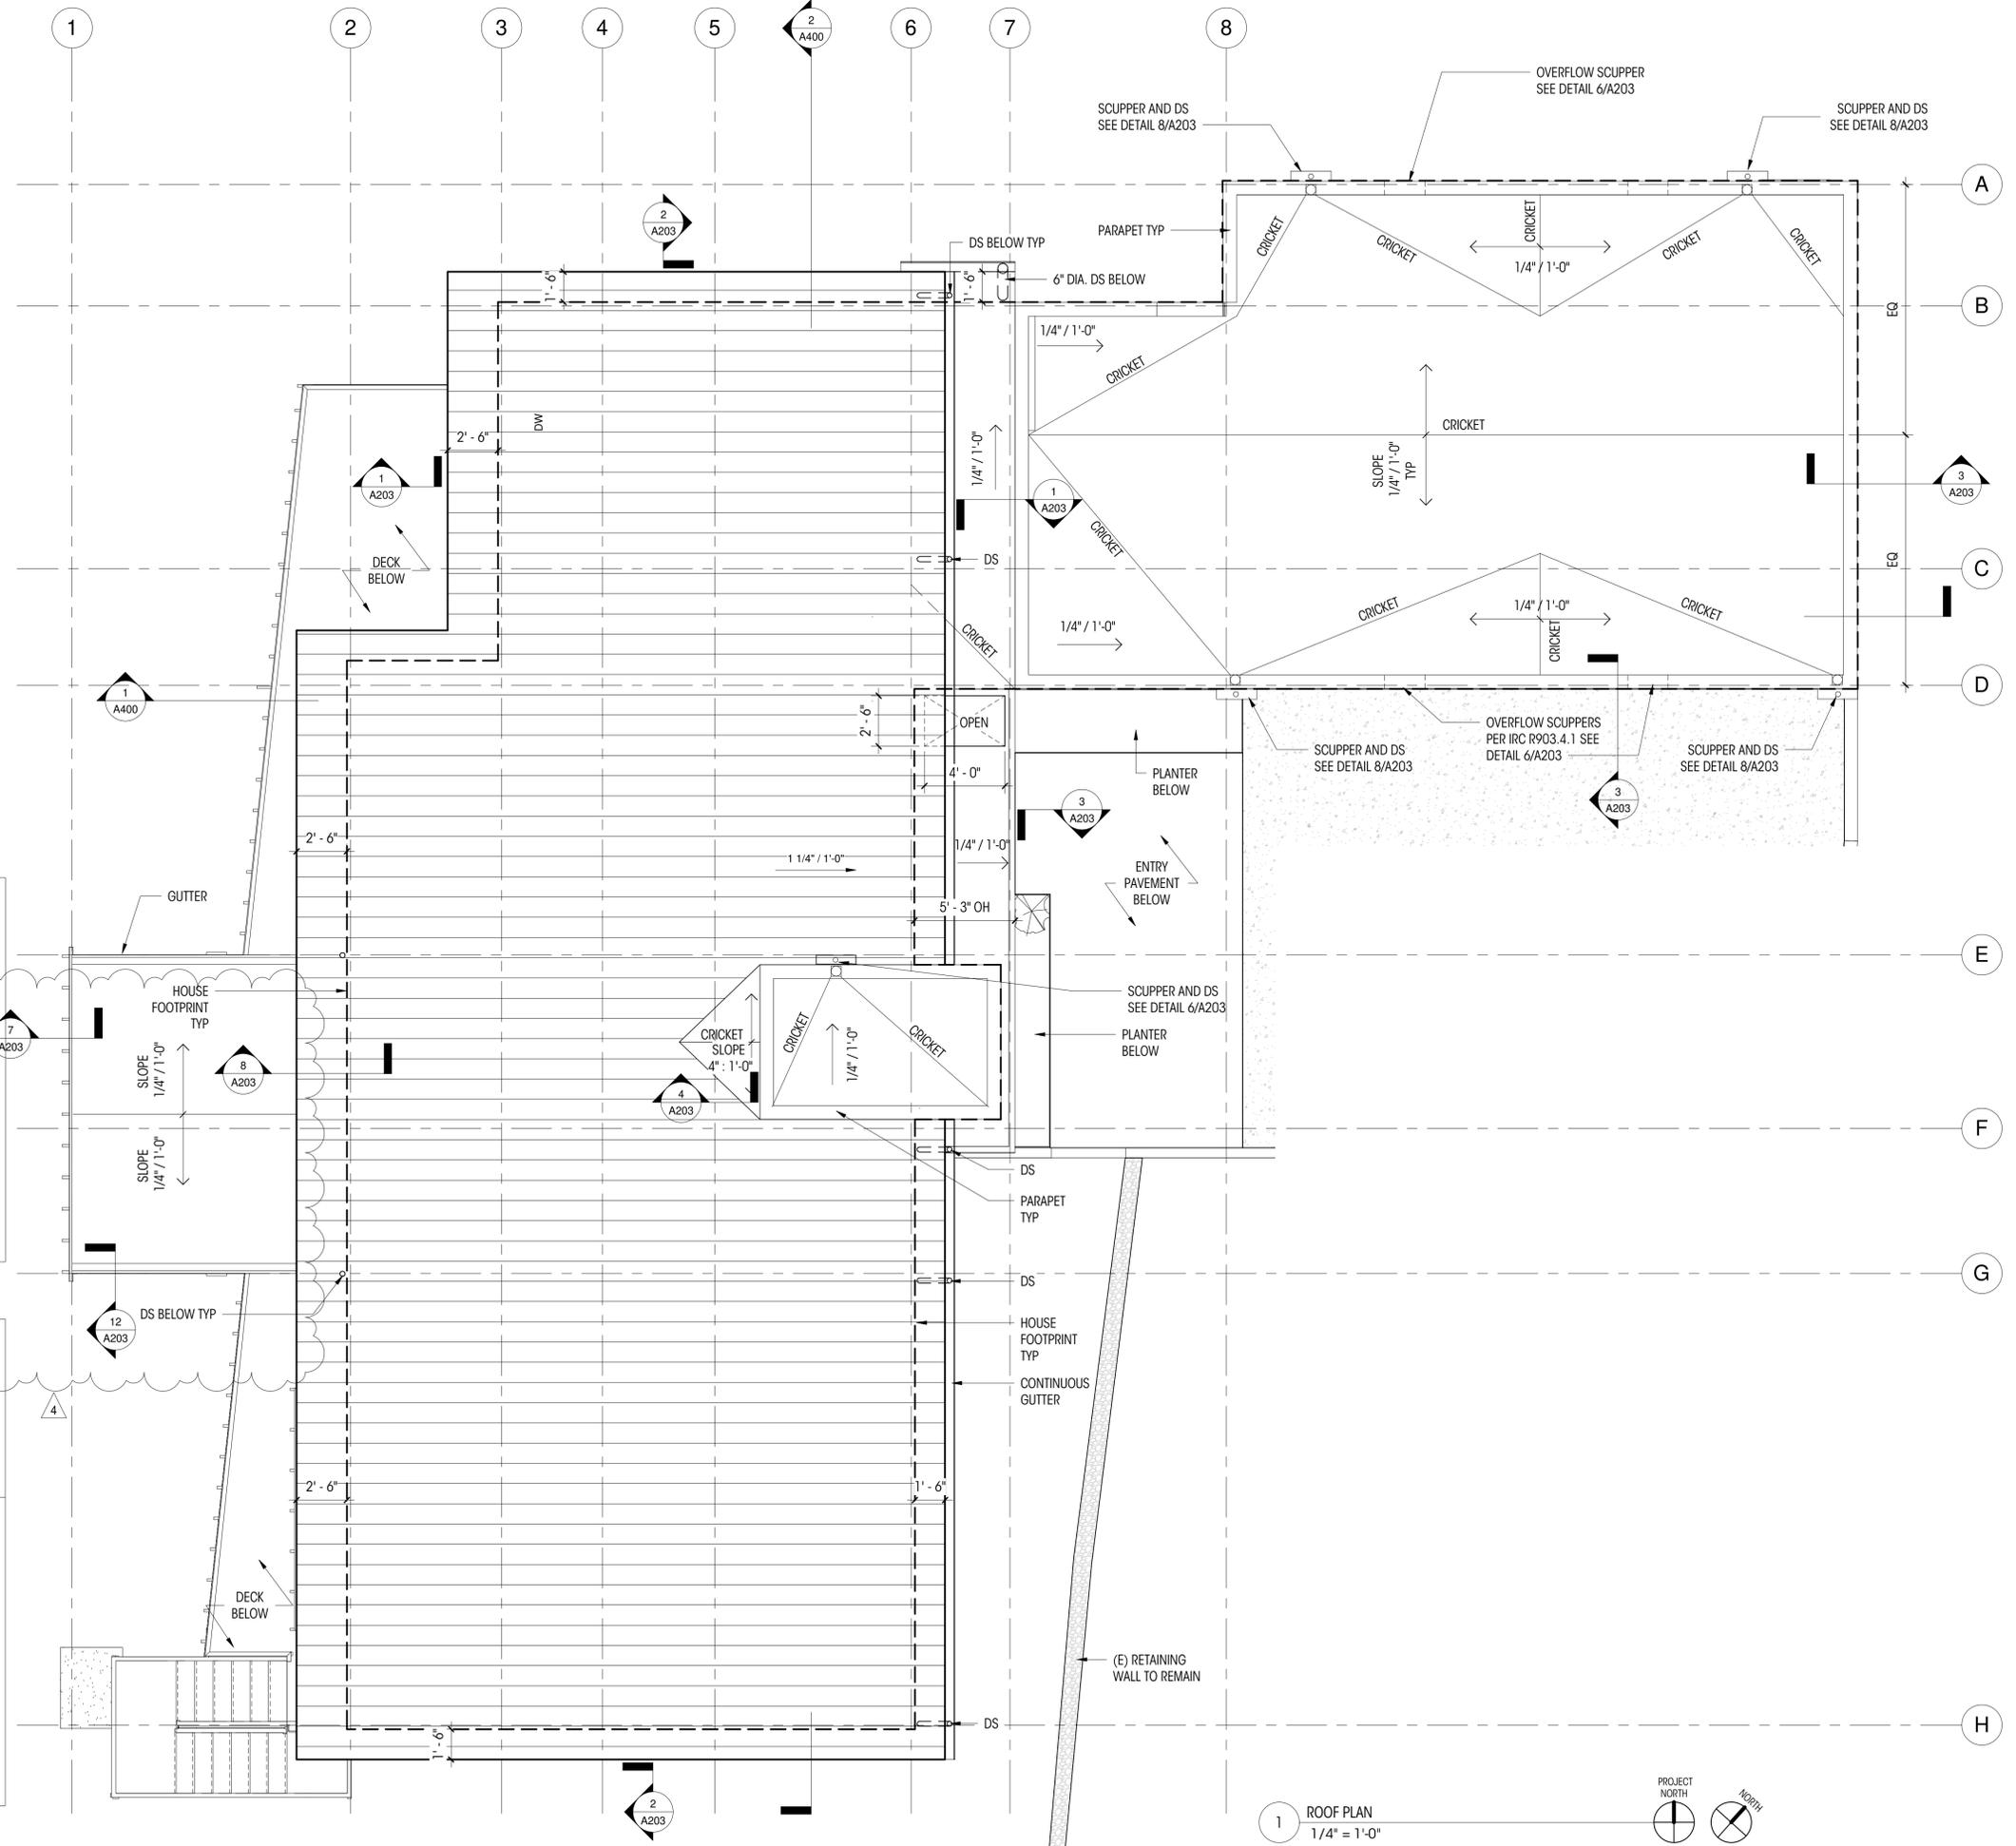 1
2
3
4
5
2
A400
6
7
8
OVERFLOW SCUPPER
SEE DETAIL 6/A203
SCUPPER AND DS
SEE DETAIL 8/A203
SCUPPER AND DS
SEE DETAIL 8/A203
A
2
A203
PARAPET TYP
DS BELOW TYP
6" DIA. DS BELOW
1' - 6"
1' - 6"
CRICKET
CRICKET
CRICKET
1/4" / 1'-0"
CRICKET
CRICKET
B
EQ
1/4" / 1'-0"
CRICKET
DW
2' - 6"
1/4" / 1'-0"
CRICKET
SLOPE
1/4" / 1'-0"
TYP
1
A203
1
A203
3
A203
CRICKET
DECK
BELOW
DS
EQ
C
CRICKET
1/4" / 1'-0"
CRICKET
1/4" / 1'-0"
CRICKET
CRICKET
1
A400
D
2' - 6"
OPEN
4' - 0"
PLANTER
BELOW
SCUPPER AND DS
SEE DETAIL 8/A203
OVERFLOW SCUPPERS
PER IRC R903.4.1 SEE
DETAIL 6/A203
SCUPPER AND DS
SEE DETAIL 8/A203
3
A203
3
A203
2' - 6"
1 1/4" / 1'-0"
1/4" / 1'-0"
ENTRY
PAVEMENT
BELOW
GUTTER
5' - 3" OH
E
HOUSE
FOOTPRINT
TYP
SCUPPER AND DS
SEE DETAIL 6/A203
7
A203
SLOPE
1/4" / 1'-0"
8
A203
CRICKET
SLOPE
4" : 1'-0"
CRICKET
1/4" / 1'-0"
CRICKET
PLANTER
BELOW
4
A203
F
SLOPE
1/4" / 1'-0"
DS
PARAPET
TYP
G
DS
DS BELOW TYP
12
A203
HOUSE
FOOTPRINT
TYP
CONTINUOUS
GUTTER
4
2' - 6"
1' - 6"
DECK
BELOW
(E) RETAINING
WALL TO REMAIN
DS
H
1' - 6"
2
A203
1
ROOF PLAN
1/4" = 1'-0"
PROJECT
NORTH
NORTH